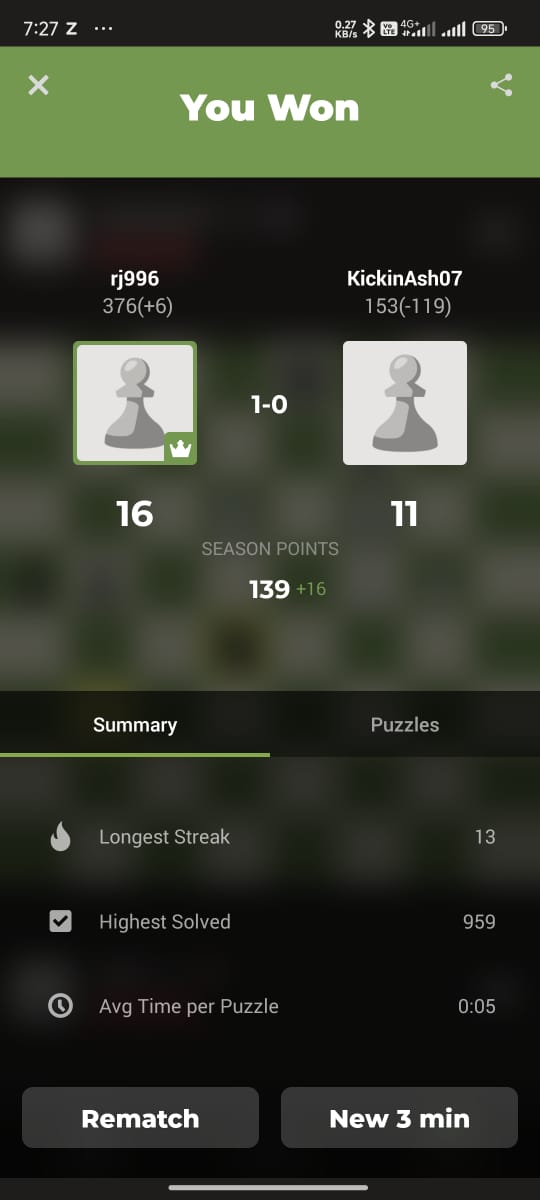 7:27 Z ...
0.27 KB/s Vo LTE 4G+ 95
You Won
rj996
KickinAsh07
376(+6)
153(-119)
1-0
16
11
SEASON POINTS
139 +16
Summary
Puzzles
Longest Streak
13
Highest Solved
959
Avg Time per Puzzle
0:05
Rematch
New 3 min